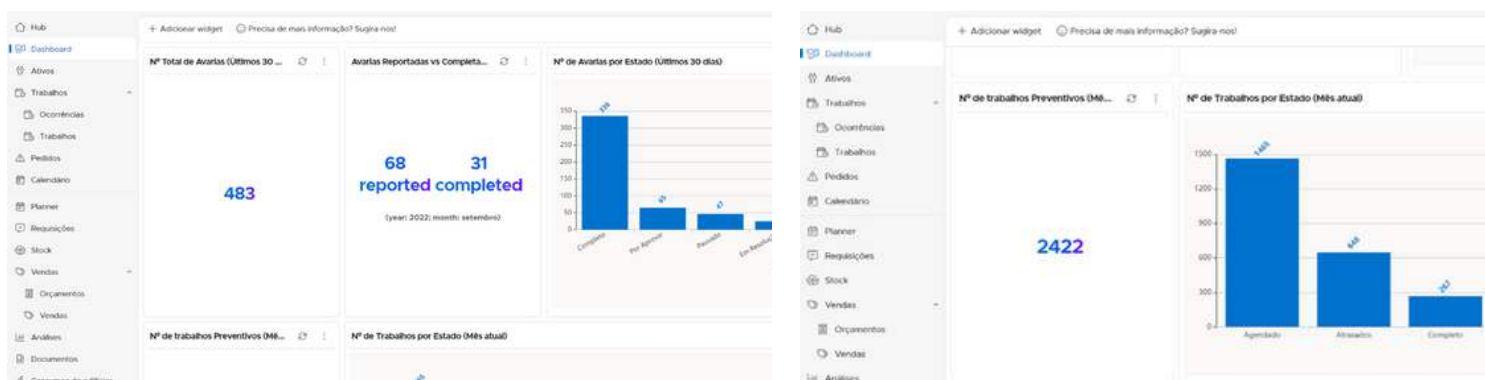 Hub
Dashboard
Ativos
Trabalhos
Ocorrências
Trabalhos
Pedidos
Calendário
Planner
Requisições
Stock
Vendas
Orçamentos
Vendas
Análises
Documentos
+ Adicionar widget
Precisa de mais informação? Sugira-nos!
Nº Total de Avarias (Últimos 30 ...
483
Avarias Reportadas vs Completa...
68 31
reported completed
(year: 2022; month: setembro)
Nº de Avarias por Estado (Últimos 30 dias)
350
300
250
200
150
100
50
0
65
47
Completo
Por Aprovar
Pausado
Nº de trabalhos Preventivos (Mê...
Nº de Trabalhos por Estado (Mês atual)
Hub
Dashboard
Ativos
Trabalhos
Ocorrências
Trabalhos
Pedidos
Calendário
Planner
Requisições
Stock
Vendas
Orçamentos
Vendas
Análises
+ Adicionar widget
Precisa de mais informação? Sugira-nos!
Nº de trabalhos Preventivos (Mê...
2422
Nº de Trabalhos por Estado (Mês atual)
1500
1200
900
600
300
0
267
Agendado
Atrasados
Completo